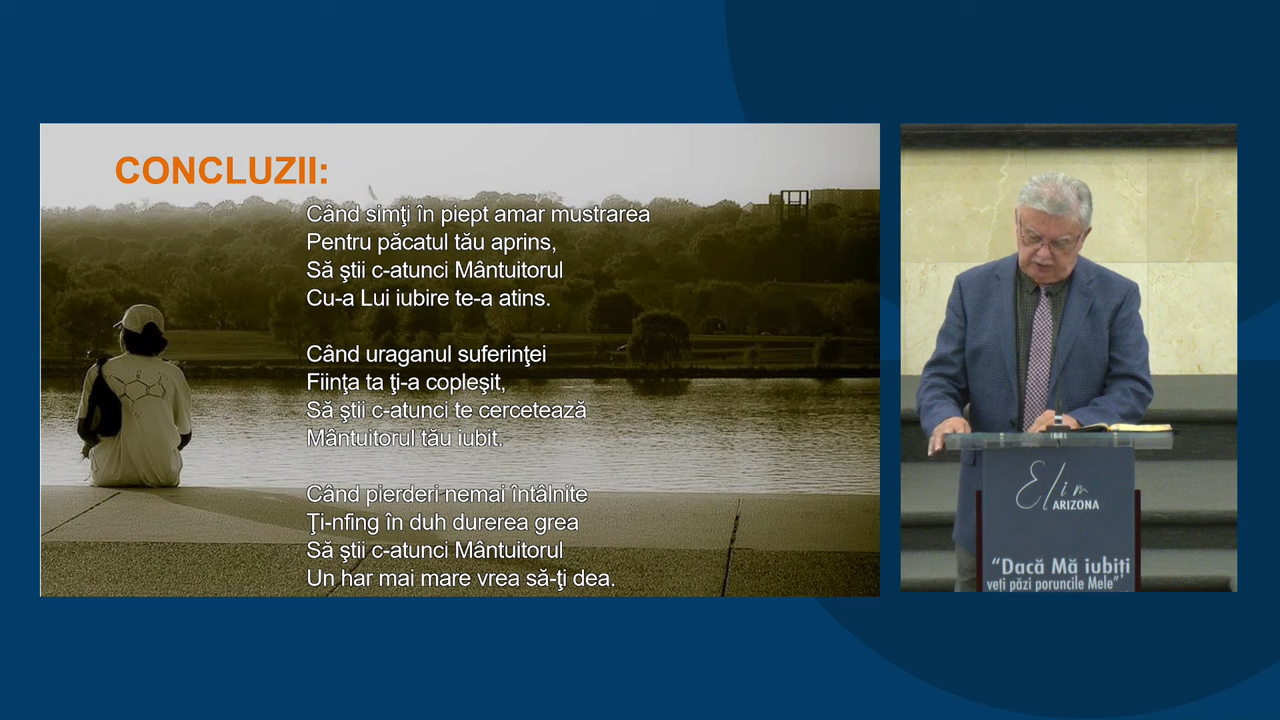 CONCLUZII:
Când simţi în piept amar mustrarea
Pentru păcatul tău aprins,
Să ştii c-atunci Mântuitorul
Cu-a Lui iubire te-a atins.
Când uraganul suferinţei
Fiinţa ta ţi-a copleşit,
Să ştii c-atunci te cercetează
Mântuitorul tău iubit.
Când pierderi nemai întâlnite
Ţi-nfing în duh durerea grea
Să ştii c-atunci Mântuitorul
Un har mai mare vrea să-ţi dea.
Elim
ARIZONA
“Dacă Mă iubiți
veți păzi poruncile Mele”